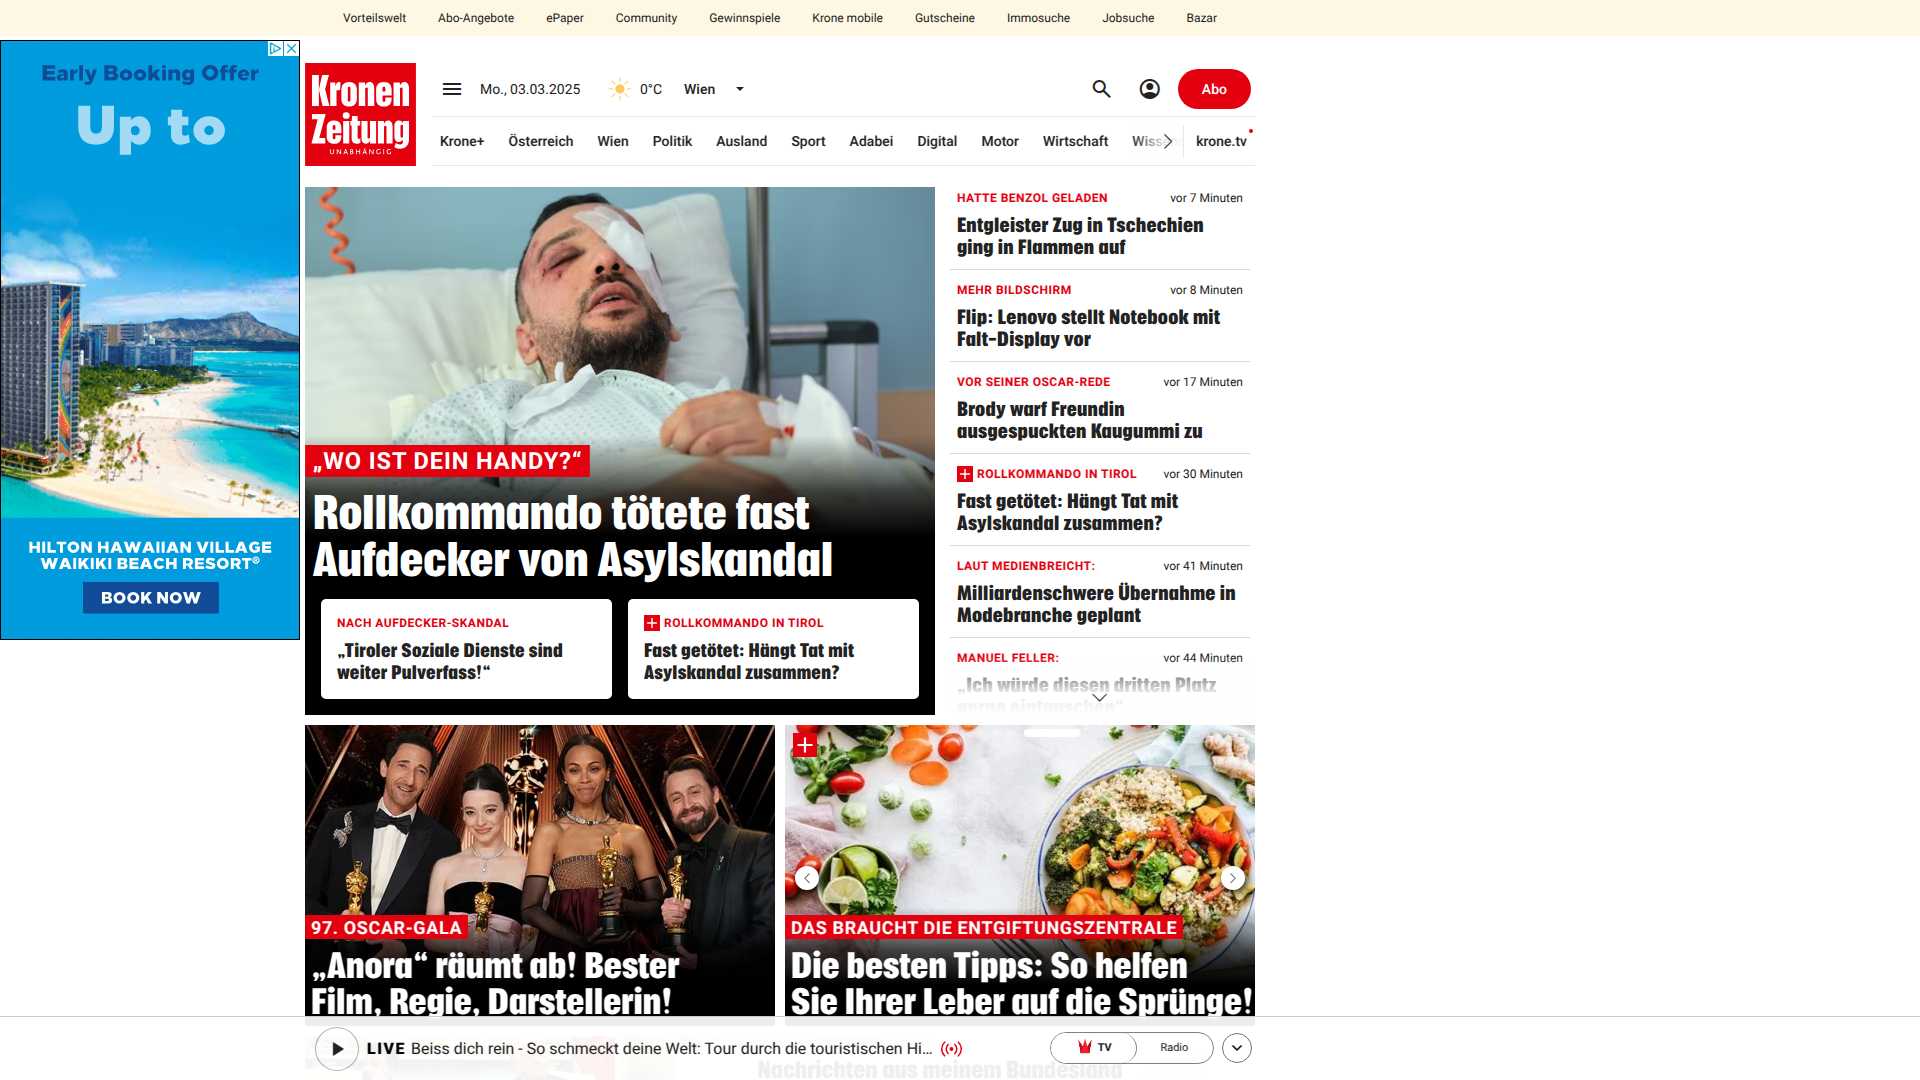 Vorteilswelt Abo-Angebote ePaper Community Gewinnspiele Krone mobile Gutscheine Immosuche Jobsuche Bazar
Early Booking Offer
Up to
HILTON HAWAIIAN VILLAGE
WAIKIKI BEACH RESORT®
BOOK NOW
Kronen
Zeitung
UNABHÄNGIG
Mo., 03.03.2025 0°C Wien
Abo
Krone+ Österreich Wien Politik Ausland Sport Adabei Digital Motor Wirtschaft Wiss krone.tv
„WO IST DEIN HANDY?“
Rollkommando tötete fast
Aufdecker von Asylskandal
NACH AUFDECKER-SKANDAL
„Tiroler Soziale Dienste sind
weiter Pulverfass!“
ROLLKOMMANDO IN TIROL
Fast getötet: Hängt Tat mit
Asylskandal zusammen?
HATTE BENZOL GELADEN vor 7 Minuten
Entgleister Zug in Tschechien
ging in Flammen auf
MEHR BILDSCHIRM vor 8 Minuten
Flip: Lenovo stellt Notebook mit
Falt-Display vor
VOR SEINER OSCAR-REDE vor 17 Minuten
Brody warf Freundin
ausgespuckten Kaugummi zu
ROLLKOMMANDO IN TIROL vor 30 Minuten
Fast getötet: Hängt Tat mit
Asylskandal zusammen?
LAUT MEDIENBREICHT: vor 41 Minuten
Milliardenschwere Übernahme in
Modebranche geplant
MANUEL FELLER: vor 44 Minuten
„Ich würde diesen dritten Platz
gerne eintauschen“
97. OSCAR-GALA
„Anora“ räumt ab! Bester
Film, Regie, Darstellerin!
DAS BRAUCHT DIE ENTGIFTUNGSZENTRALE
Die besten Tipps: So helfen
Sie Ihrer Leber auf die Sprünge!
LIVE Beiss dich rein - So schmeckt deine Welt: Tour durch die touristischen Hi...
TV Radio
Nachrichten aus meinem Bundesland